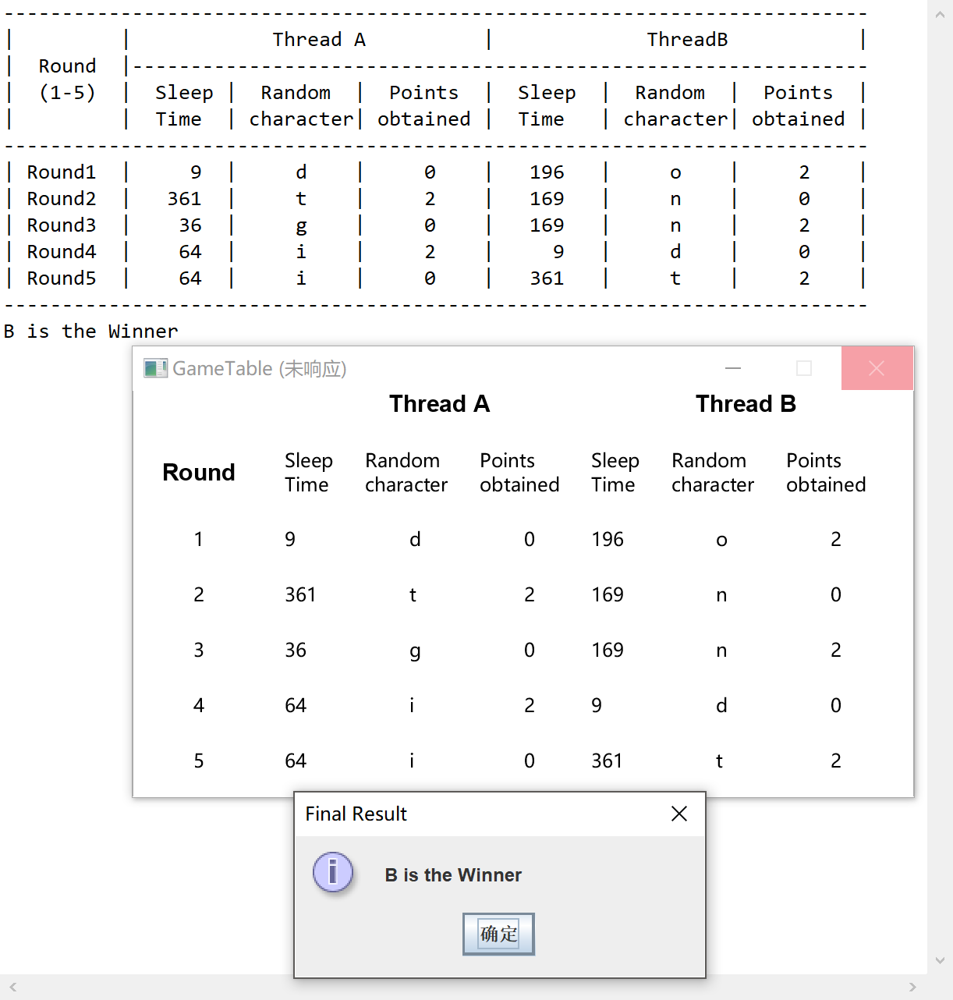 ---------------------------------------------------------------------------
|         |            Thread A          |             ThreadB           |
|  Round  |---------------------------------------------------------------
|  (1-5)  |  Sleep |  Random  |  Points  |  Sleep  |  Random  |  Points  |
|         |  Time  | character| obtained |  Time   | character| obtained |
---------------------------------------------------------------------------
| Round1  |     9  |     d    |     0    |   196   |     o    |     2    |
| Round2  |   361  |     t    |     2    |   169   |     n    |     0    |
| Round3  |    36  |     g    |     0    |   169   |     n    |     2    |
| Round4  |    64  |     i    |     2    |     9   |     d    |     0    |
| Round5  |    64  |     i    |     0    |   361   |     t    |     2    |
---------------------------------------------------------------------------
B is the Winner
GameTable (未响应)
Thread A Thread B
Round Sleep Time Random character Points obtained Sleep Time Random character Points obtained
1 9 d 0 196 o 2
2 361 t 2 169 n 0
3 36 g 0 169 n 2
4 64 i 2 9 d 0
5 64 i 0 361 t 2
Final Result
B is the Winner
确定